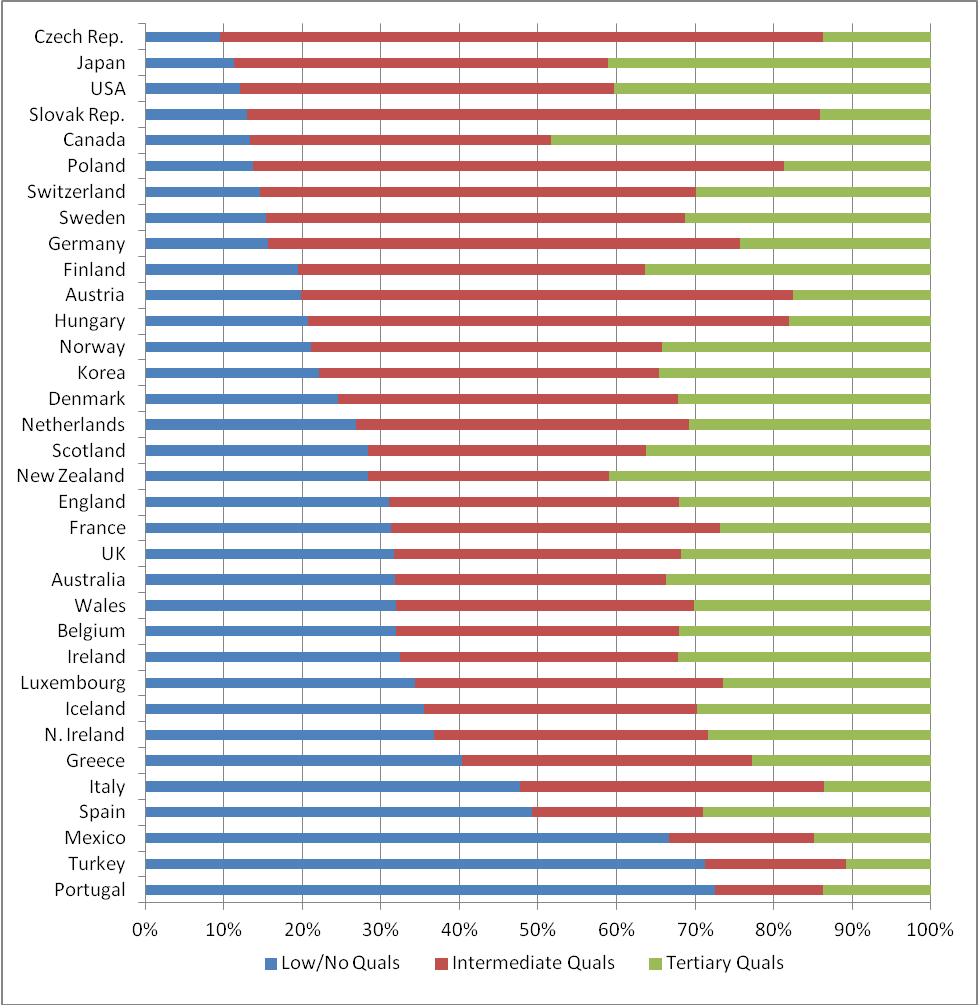 Czech Rep.
Japan
USA
Slovak Rep.
Canada
Poland
Switzerland
Sweden
Germany
Finland
Austria
Hungary
Norway
Korea
Denmark
Netherlands
Scotland
New Zealand
England
France
UK
Australia
Wales
Belgium
Ireland
Luxembourg
Iceland
N. Ireland
Greece
Italy
Spain
Mexico
Turkey
Portugal
0% 10% 20% 30% 40% 50% 60% 70% 80% 90% 100%
Low/No Quals Intermediate Quals Tertiary Quals